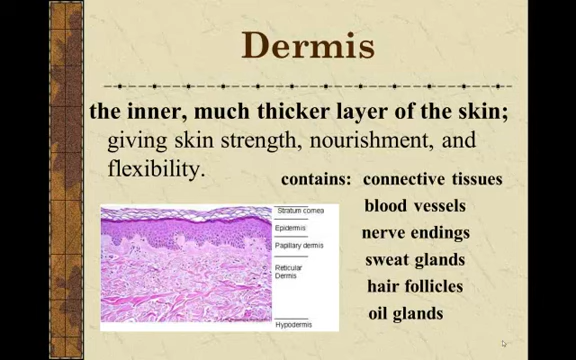 Dermis
the inner, much thicker layer of the skin;
giving skin strength, nourishment, and
flexibility.
contains: connective tissues
blood vessels
nerve endings
sweat glands
hair follicles
oil glands
Stratum cornea
Epidermis
Papillary dermis
Reticular
Dermis
Hypodermis